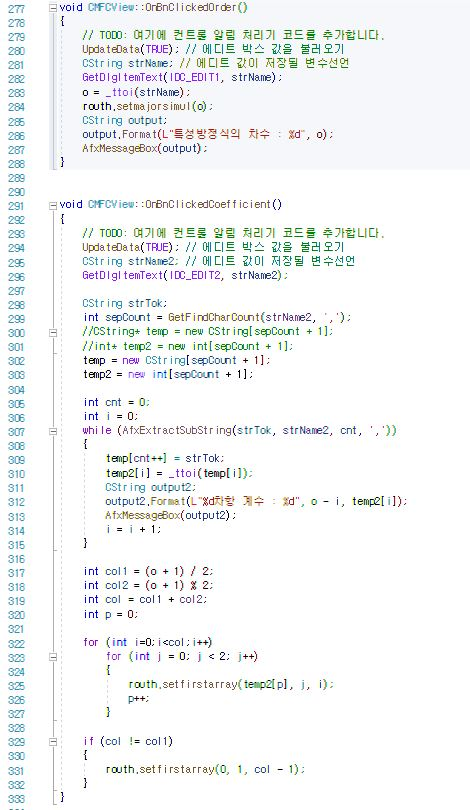 277 void CMFCView::OnBnClickedOrder()
278 {
279 // TODO: 여기에 컨트롤 알림 처리기 코드를 추가합니다.
280 UpdateData(TRUE); // 에디트 박스 값을 불러오기
281 CString strName; // 에디트 값이 저장될 변수선언
282 GetDlgItemText(IDC_EDIT1, strName);
283 o = _ttoi(strName);
284 routh.setmajorsimul(o);
285 CString output;
286 output.Format(L"특성방정식의 차수 : %d", o);
287 AfxMessageBox(output);
288 }
289
290
291 void CMFCView::OnBnClickedCoefficient()
292 {
293 // TODO: 여기에 컨트롤 알림 처리기 코드를 추가합니다.
294 UpdateData(TRUE); // 에디트 박스 값을 불러오기
295 CString strName2; // 에디트 값이 저장될 변수선언
296 GetDlgItemText(IDC_EDIT2, strName2);
297
298 CString strTok;
299 int sepCount = GetFindCharCount(strName2, ',');
300 //CString* temp = new CString[sepCount + 1];
301 //int* temp2 = new int[sepCount + 1];
302 temp = new CString[sepCount + 1];
303 temp2 = new int[sepCount + 1];
304
305 int cnt = 0;
306 int i = 0;
307 while (AfxExtractSubString(strTok, strName2, cnt, ','))
308 {
309 temp[cnt++] = strTok;
310 temp2[i] = _ttoi(temp[i]);
311 CString output2;
312 output2.Format(L"%d차항 계수 : %d", o - i, temp2[i]);
313 AfxMessageBox(output2);
314 i = i + 1;
315 }
316
317 int col1 = (o + 1) / 2;
318 int col2 = (o + 1) % 2;
319 int col = col1 + col2;
320 int p = 0;
321
322 for (int i=0;i<col;i++)
323 for (int j = 0; j < 2; j++)
324 {
325 routh.setfirstarray(temp2[p], j, i);
326 p++;
327 }
328
329 if (col != col1)
330 {
331 routh.setfirstarray(0, 1, col - 1);
332 }
333 }